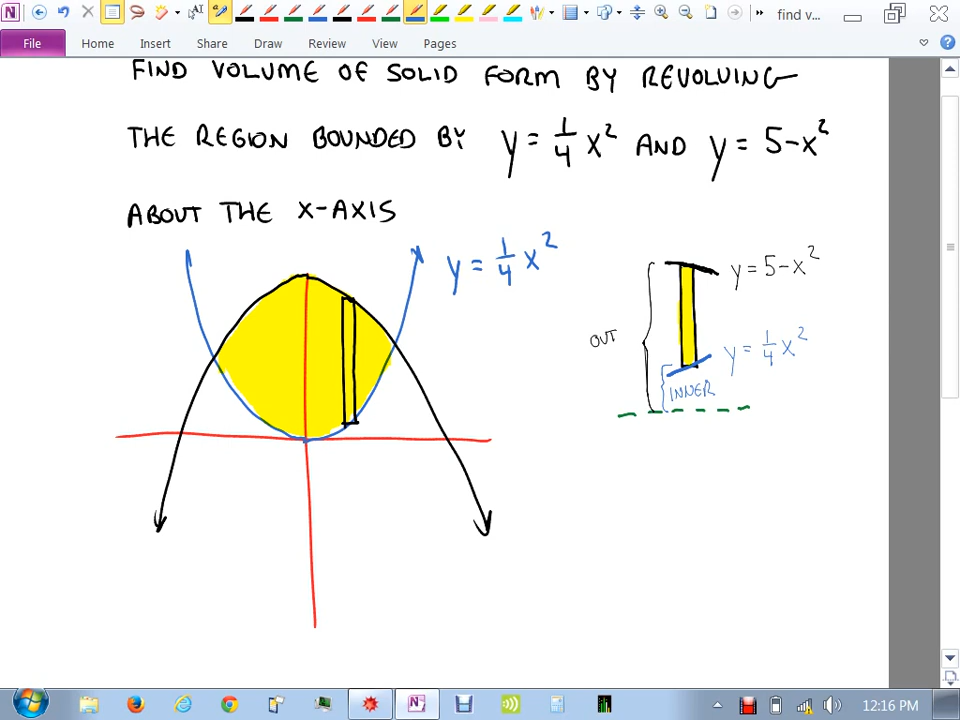 find v...
File Home Insert Share Draw Review View Pages
FIND VOLUME OF SOLID FORM BY REVOLVING
THE REGION BOUNDED BY y = 1/4 x² AND y = 5-x²
ABOUT THE X-AXIS
y = 1/4 x²
y = 5-x²
OUT
y = 1/4 x²
INNER
12:16 PM